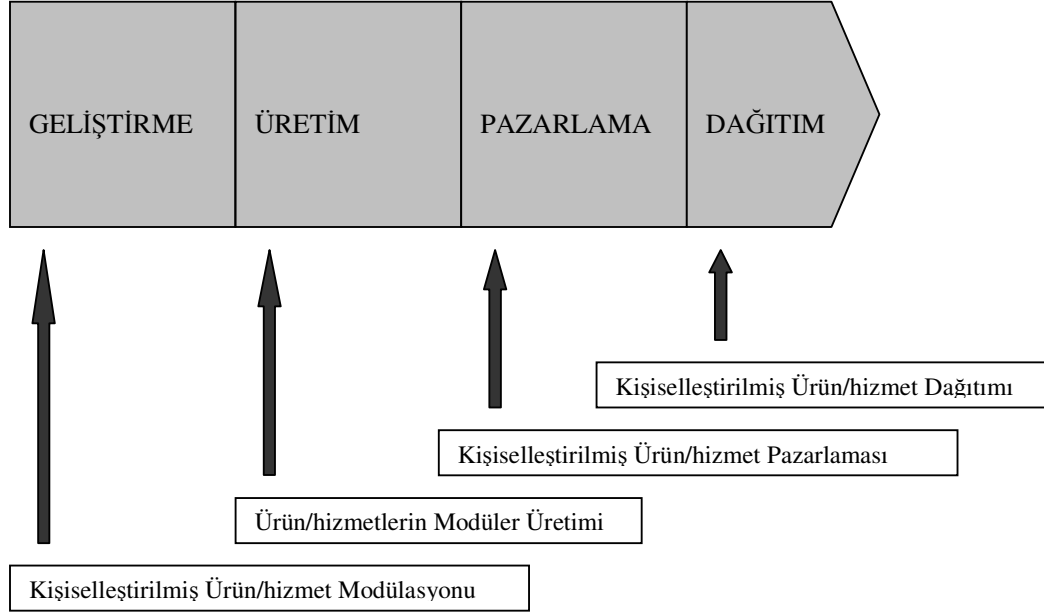 GELİŞTİRME
ÜRETİM
PAZARLAMA
DAĞITIM
Kişiselleştirilmiş Ürün/hizmet Dağıtımı
Kişiselleştirilmiş Ürün/hizmet Pazarlaması
Ürün/hizmetlerin Modüler Üretimi
Kişiselleştirilmiş Ürün/hizmet Modülasyonu